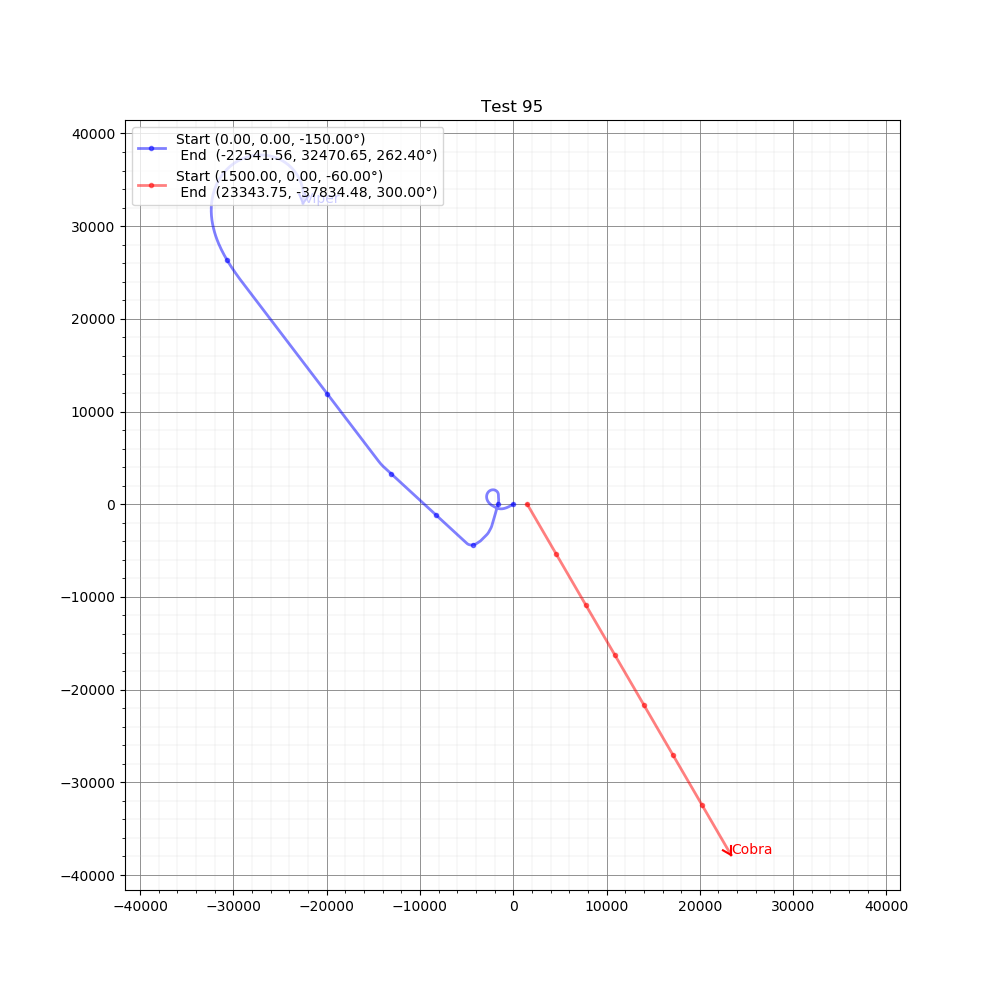 Test 95
Start (0.00, 0.00, -150.00°)
End (-22541.56, 32470.65, 262.40°)
Start (1500.00, 0.00, -60.00°)
End (23343.75, -37834.48, 300.00°)
Viper
Cobra
40000
30000
20000
10000
0
−10000
−20000
−30000
−40000
−40000 −30000 −20000 −10000 0 10000 20000 30000 40000